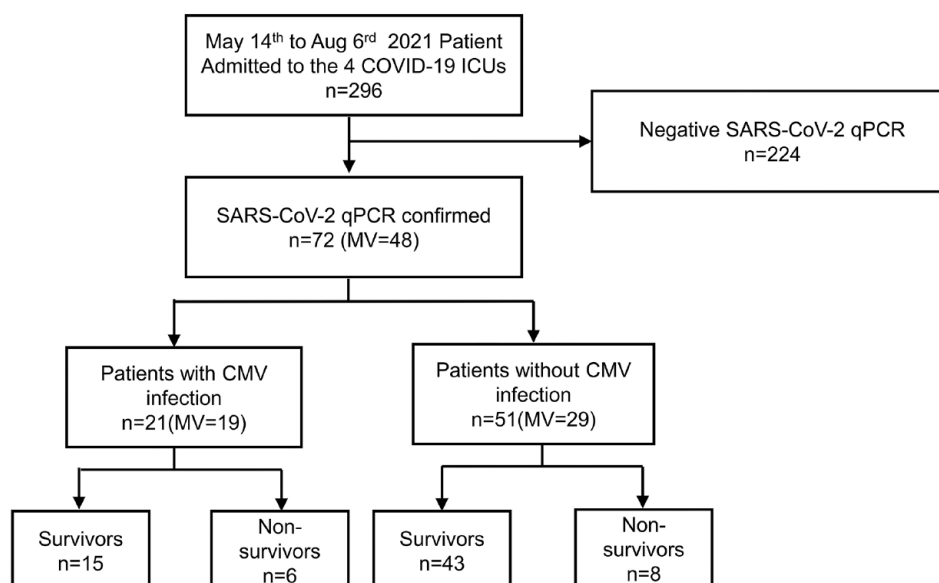 May 14th to Aug 6rd 2021 Patient
Admitted to the 4 COVID-19 ICUs
n=296
Negative SARS-CoV-2 qPCR
n=224
SARS-CoV-2 qPCR confirmed
n=72 (MV=48)
Patients with CMV
infection
n=21(MV=19)
Patients without CMV
infection
n=51(MV=29)
Survivors
n=15
Non-
survivors
n=6
Survivors
n=43
Non-
survivors
n=8